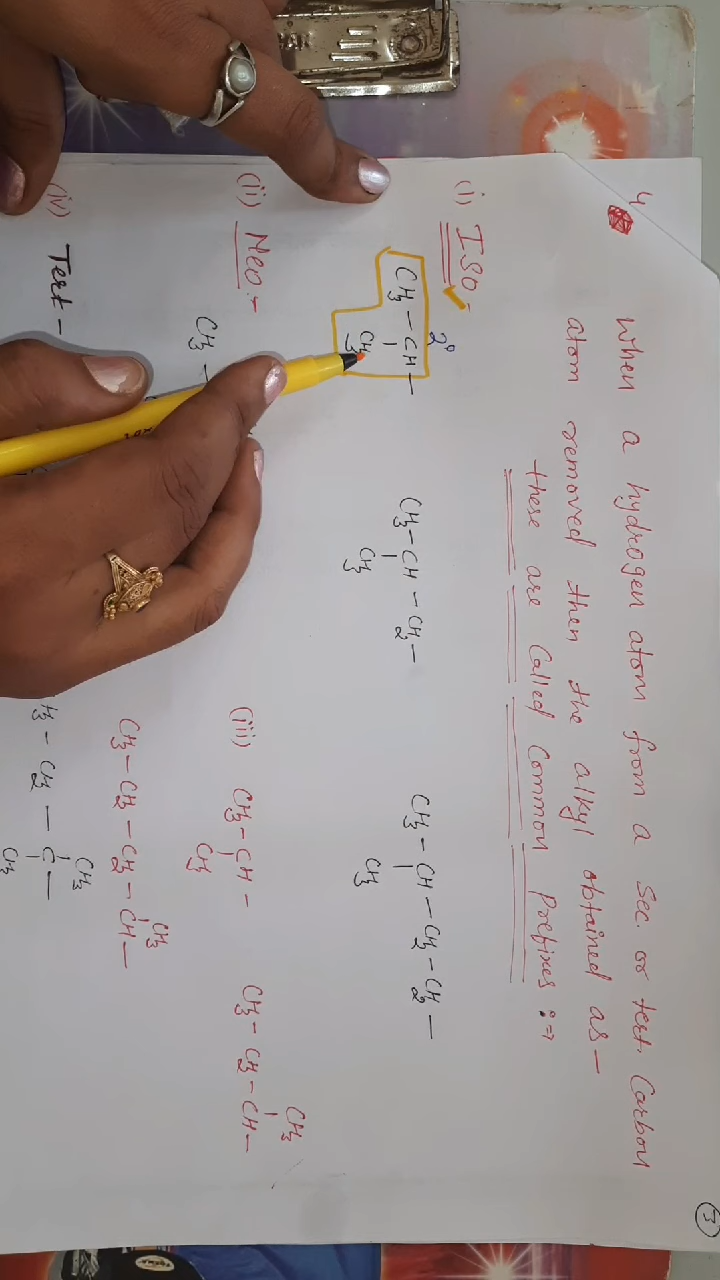 4. When a hydrogen atom from a Sec. or tert. Carbon
atom removed then the alkyl obtained as —
these are Called Common Prefixes :⇒
(i) ISO -
2°
CH3 — CH —
CH3
CH3 — CH — CH2 —
CH3
CH3 — CH — CH2 — CH2 —
CH3
(ii) Neo :-
CH3 —
(iii) CH3 — CH —
CH3
CH3
CH3 — CH2 — CH —
CH3
CH3 — CH2 — CH2 — CH —
(iv) Tert —
CH3
H3 — CH2 — C —
CH3
3